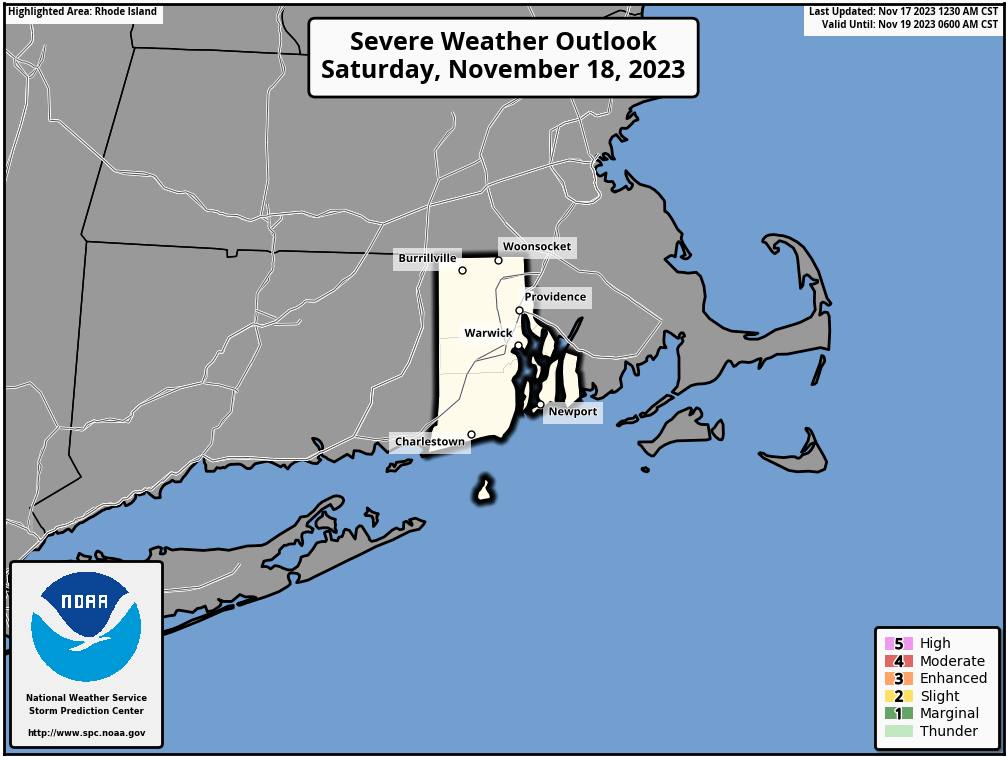 Highlighted Area: Rhode Island
Last Updated: Nov 17 2023 1230 AM CST
Valid Until: Nov 19 2023 0600 AM CST
Severe Weather Outlook
Saturday, November 18, 2023
Woonsocket
Burrillville
Providence
Warwick
Newport
Charlestown
NOAA
National Weather Service
Storm Prediction Center
http://www.spc.noaa.gov
5 High
4 Moderate
3 Enhanced
2 Slight
1 Marginal
Thunder